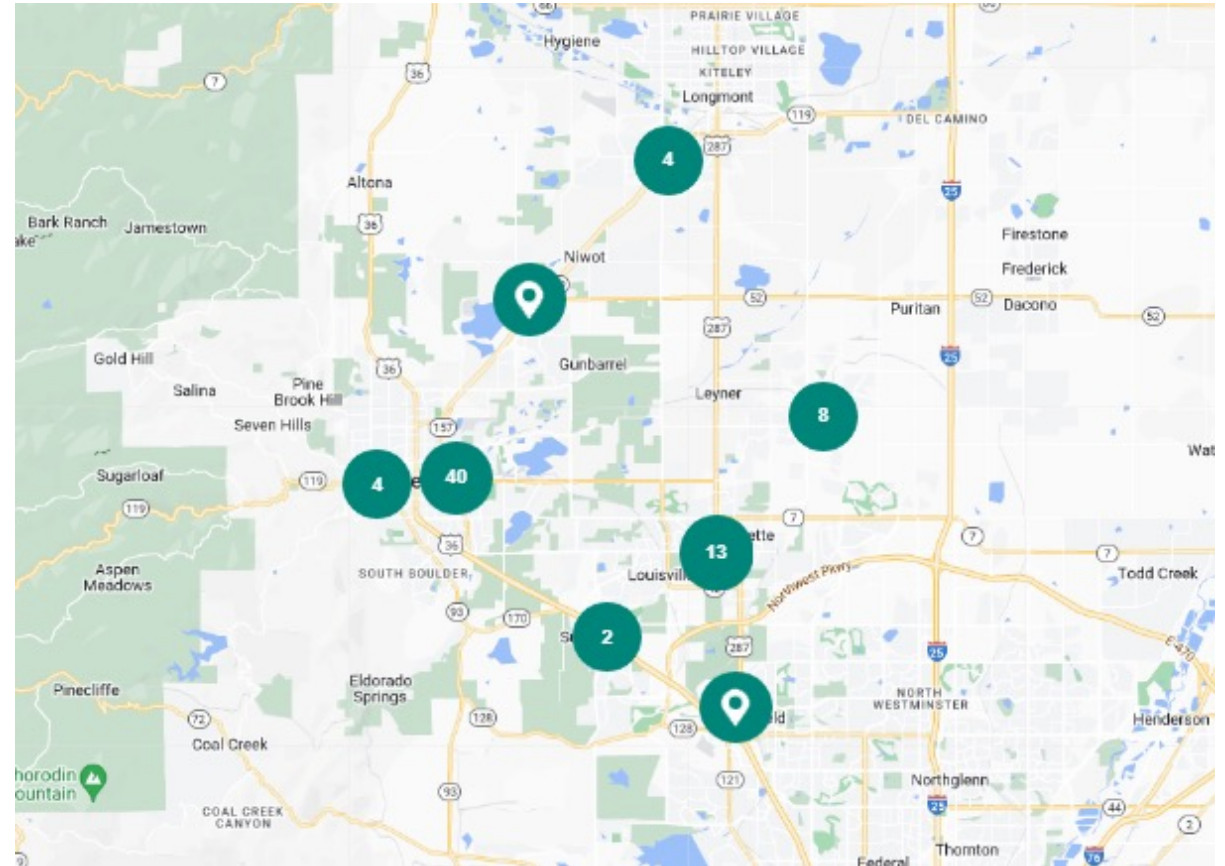 66
PRAIRIE VILLAGE
Hygiene
HILLTOP VILLAGE
36
7
KITELEY
Longmont
119
DEL CAMINO
287
4
Altona
25
Bark Ranch
Jamestown
36
Firestone
Niwot
Frederick
52
52
Dacono
Puritan
52
287
25
Gold Hill
Gunbarrel
36
Salina
Pine
Brook Hill
Leyner
8
Seven Hills
157
Sugarloaf
119
4
40
119
7
13
7
36
7
Aspen
Meadows
SOUTH BOULDER
Northwest Pkwy
Todd Creek
93
170
2
287
25
E-470
Pinecliffe
Eldorado
Springs
NORTH
WESTMINSTER
72
128
128
Henderson
Coal Creek
121
Northglenn
93
25
44
COAL CREEK
CANYON
2
Thornton
Federal
76